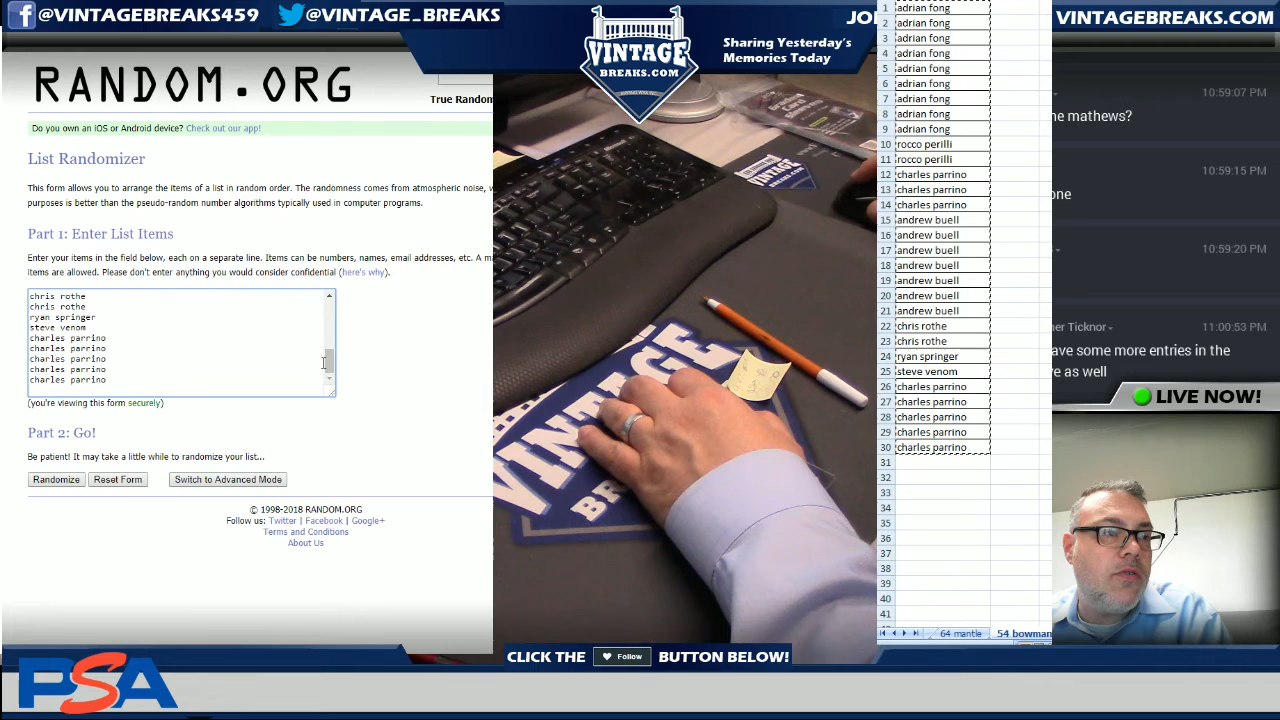 @VINTAGEBREAKS459
@VINTAGE_BREAKS
VINTAGE
BREAKS.COM
Sharing Yesterday's
Memories Today
VINTAGEBREAKS.COM
RANDOM.ORG
True Random
Do you own an iOS or Android device? Check out our app!
List Randomizer
This form allows you to arrange the items of a list in random order. The randomness comes from atmospheric noise,
purposes is better than the pseudo-random number algorithms typically used in computer programs.
Part 1: Enter List Items
Enter your items in the field below, each on a separate line. Items can be numbers, names, email addresses, etc. A
items are allowed. Please don't enter anything you would consider confidential (here's why).
chris rothe
chris rothe
ryan springer
steve venom
charles parrino
charles parrino
charles parrino
charles parrino
charles parrino
(you're viewing this form securely)
Part 2: Go!
Be patient! It may take a little while to randomize your list...
Randomize
Reset Form
Switch to Advanced Mode
© 1998-2018 RANDOM.ORG
Follow us: Twitter | Facebook | Google+
Terms and Conditions
About Us
VINTAGE
1 adrian fong
2 adrian fong
3 adrian fong
4 adrian fong
5 adrian fong
6 adrian fong
7 adrian fong
8 adrian fong
9 adrian fong
10 rocco perilli
11 rocco perilli
12 charles parrino
13 charles parrino
14 charles parrino
15 andrew buell
16 andrew buell
17 andrew buell
18 andrew buell
19 andrew buell
20 andrew buell
21 andrew buell
22 chris rothe
23 chris rothe
24 ryan springer
25 steve venom
26 charles parrino
27 charles parrino
28 charles parrino
29 charles parrino
30 charles parrino
31
32
33
34
35
36
37
38
39
40
41
64 mantle
54 bowman
10:59:07 PM
mathews?
10:59:15 PM
one
10:59:20 PM
Ticknor
11:00:53 PM
ave some more entries in the
as well
LIVE NOW!
CLICK THE Follow BUTTON BELOW!
PSA